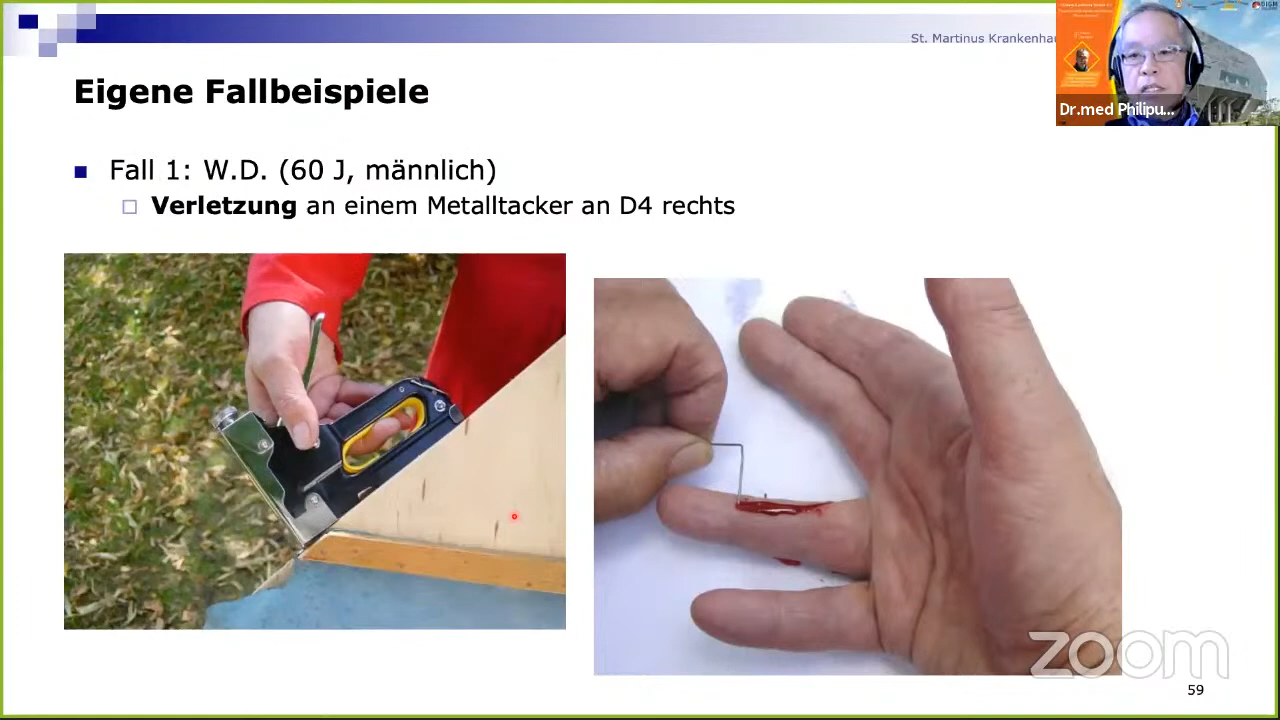 St. Martinus Krankenhau
Eigene Fallbeispiele
Fall 1: W.D. (60 J, männlich)
Verletzung an einem Metalltacker an D4 rechts
Dr.med Philipu...
zoom
59